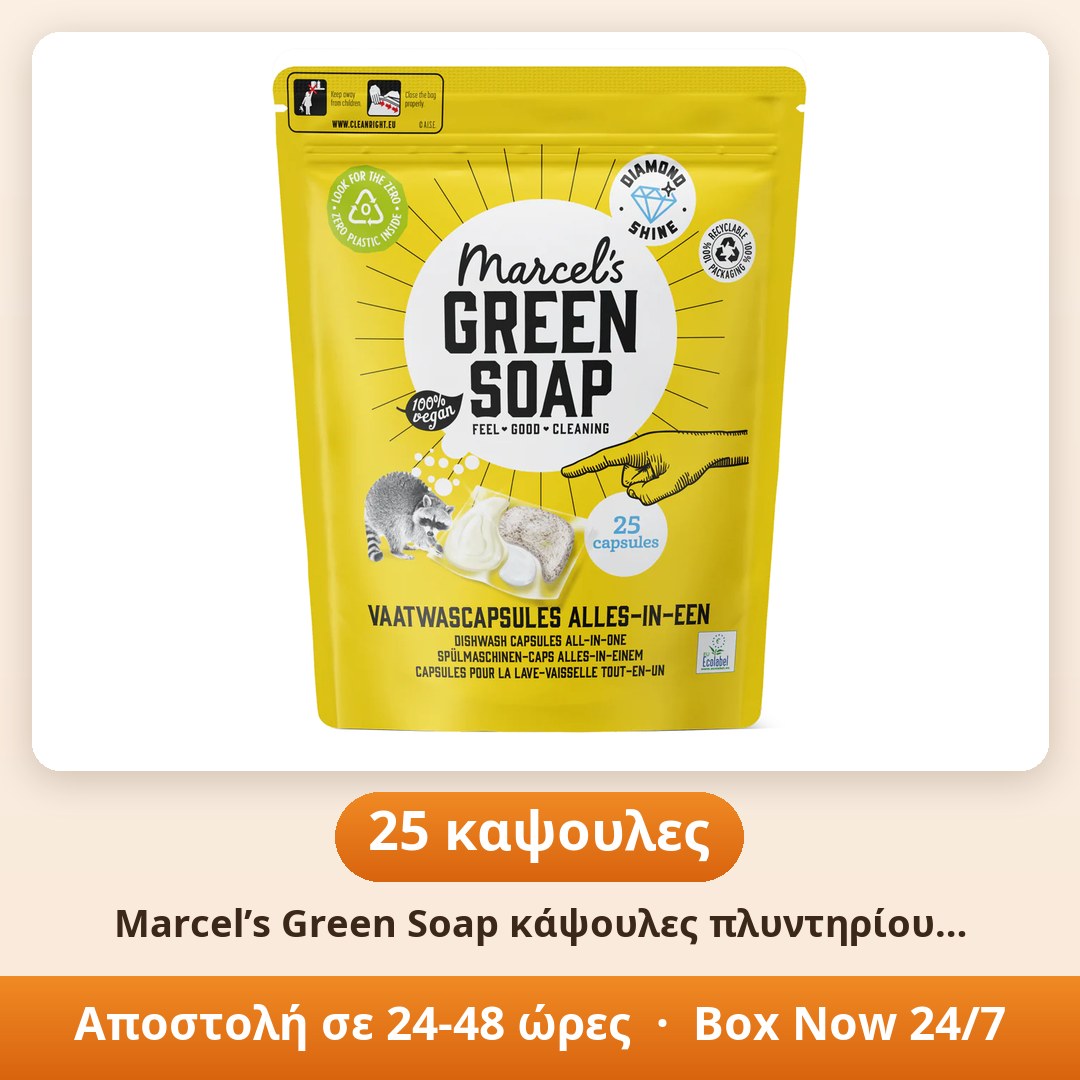 Keep away
from children.
Close the bag
properly
WWW.CLEANRIGHT.EU
© A.I.S.E.
LOOK FOR THE ZERO
0
ZERO PLASTIC INSIDE
DIAMOND
SHINE
RECYCLABLE 100%
PACKAGING 100%
Marcel's
GREEN
SOAP
FEEL ♥ GOOD ♥ CLEANING
100%
vegan
25
capsules
VAATWASCAPSULES ALLES-IN-EEN
DISHWASH CAPSULES ALL-IN-ONE
SPÜLMASCHINEN-CAPS ALLES-IN-EINEM
CAPSULES POUR LA LAVE-VAISSELLE TOUT-EN-UN
Ecolabel
25 καψουλες
Marcel’s Green Soap κάψουλες πλυντηρίου...
Αποστολή σε 24-48 ώρες · Box Now 24/7